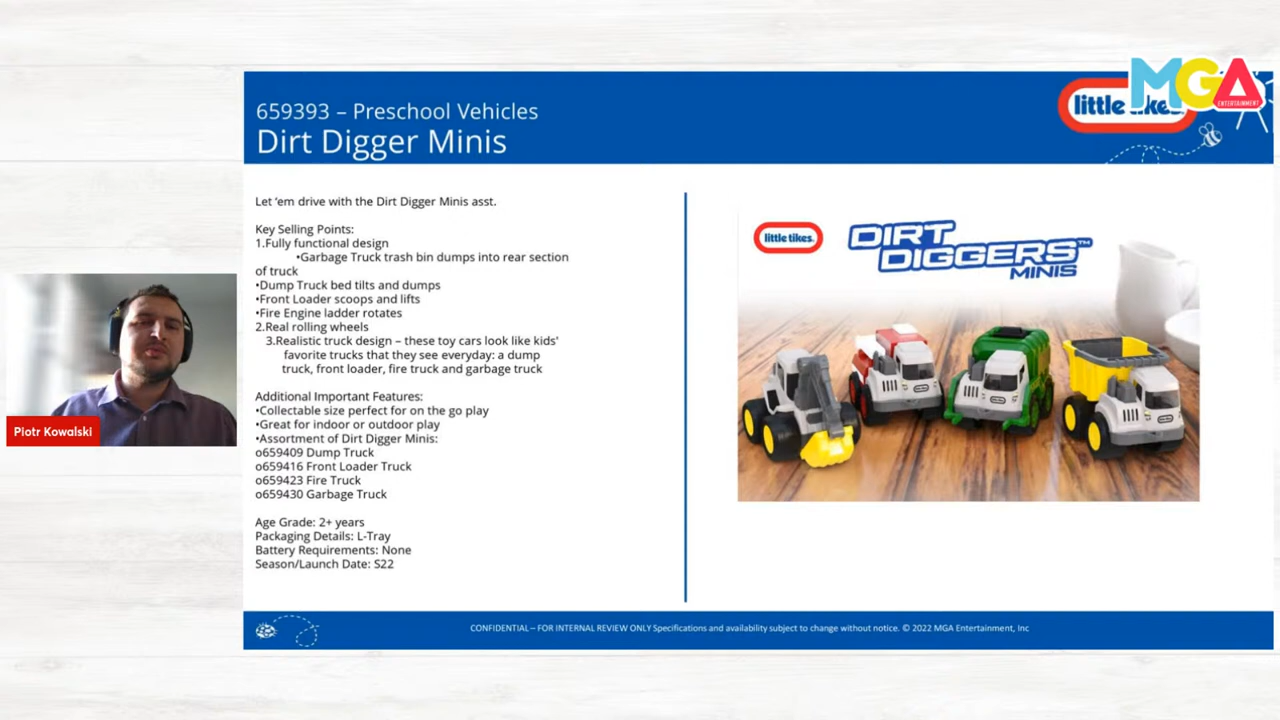 659393 – Preschool Vehicles
Dirt Digger Minis
little
MGA
ENTERTAINMENT
Let ‘em drive with the Dirt Digger Minis asst.
Key Selling Points:
1.Fully functional design
•Garbage Truck trash bin dumps into rear section
of truck
•Dump Truck bed tilts and dumps
•Front Loader scoops and lifts
•Fire Engine ladder rotates
2.Real rolling wheels
3.Realistic truck design – these toy cars look like kids'
favorite trucks that they see everyday: a dump
truck, front loader, fire truck and garbage truck
Additional Important Features:
•Collectable size perfect for on the go play
•Great for indoor or outdoor play
•Assortment of Dirt Digger Minis:
o659409 Dump Truck
o659416 Front Loader Truck
o659423 Fire Truck
o659430 Garbage Truck
Age Grade: 2+ years
Packaging Details: L-Tray
Battery Requirements: None
Season/Launch Date: S22
little tikes
DIRT
DIGGERS™
MINIS
Piotr Kowalski
CONFIDENTIAL – FOR INTERNAL REVIEW ONLY Specifications and availability subject to change without notice. © 2022 MGA Entertainment, Inc